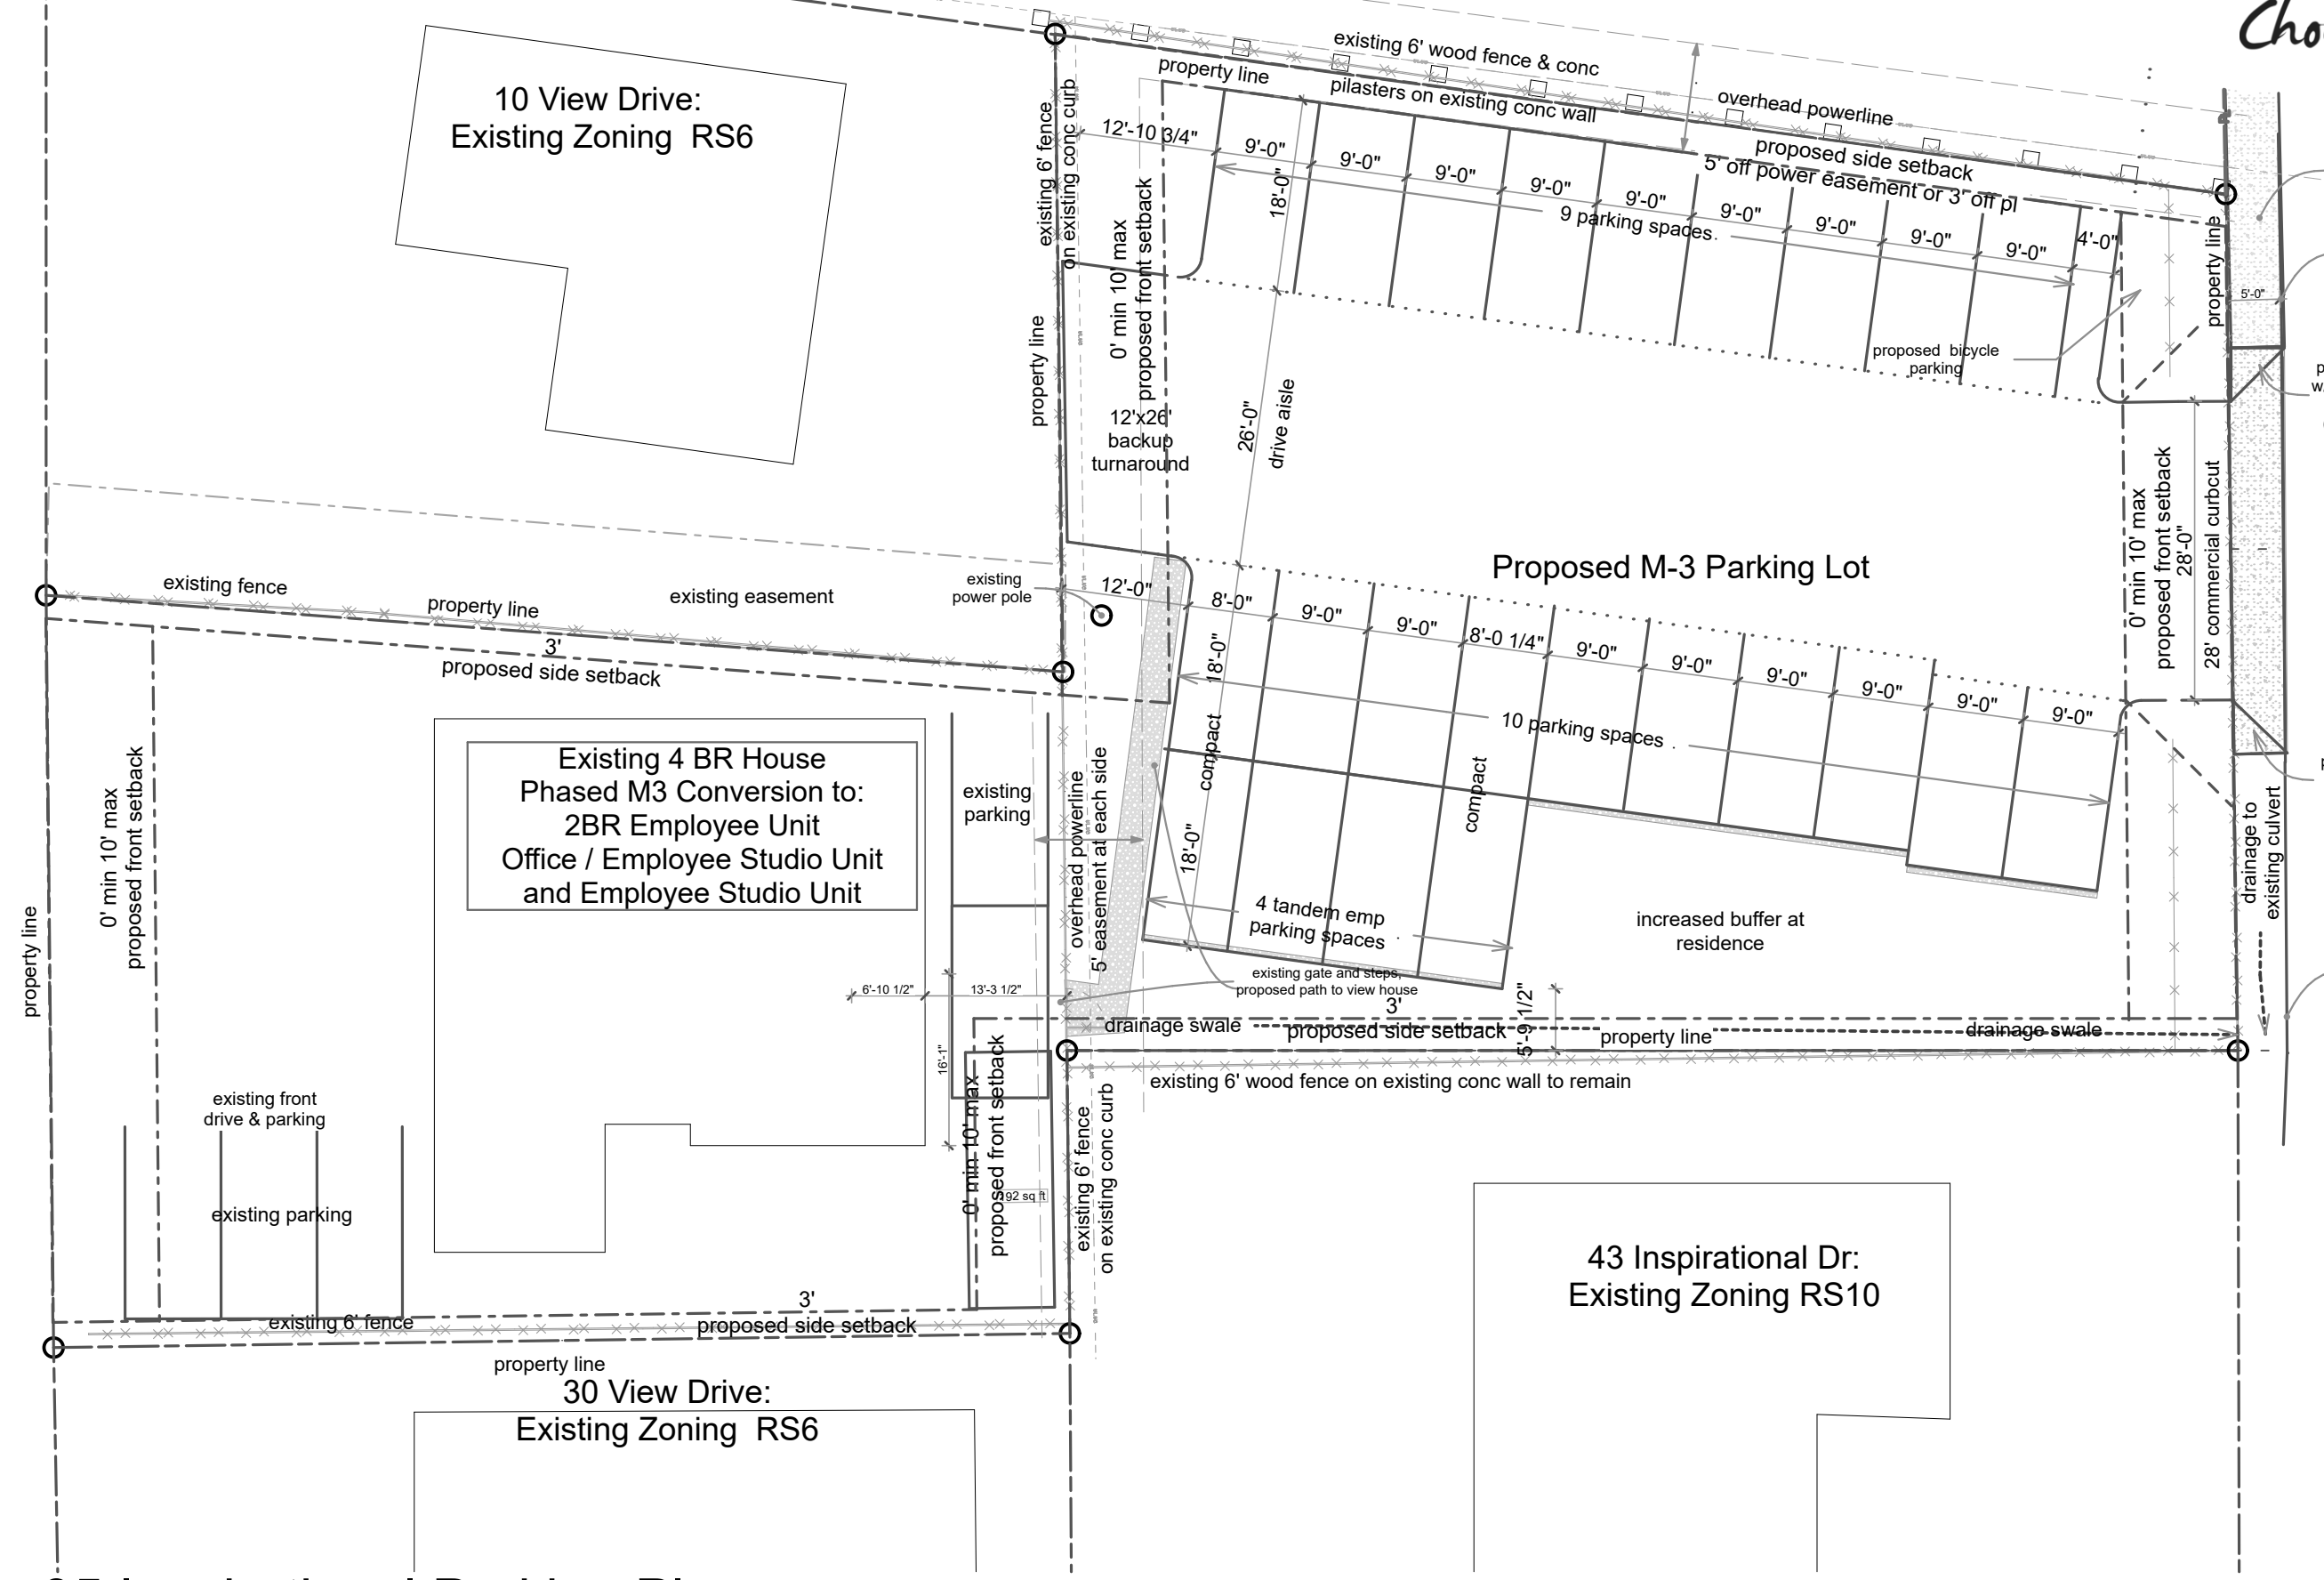 Cho
10 View Drive:
Existing Zoning RS6
existing 6' wood fence & conc
property line
pilasters on existing conc wall
overhead powerline
proposed side setback
5' off power easement or 3' off pl
existing 6' fence
on existing conc curb
12'-10 3/4"
9'-0"
9'-0"
9'-0"
9'-0"
9'-0"
9'-0"
9'-0"
9'-0"
9'-0"
4'-0"
18'-0"
9 parking spaces
0' min 10' max
proposed front setback
property line
property line
5'-0"
proposed bicycle
parking
12'x26'
backup
turnaround
26'-0"
drive aisle
Proposed M-3 Parking Lot
0' min 10' max
proposed front setback
28'-0"
28' commercial curbcut
existing fence
property line
existing easement
existing
power pole
3'
proposed side setback
12'-0"
8'-0"
9'-0"
9'-0"
8'-0 1/4"
9'-0"
9'-0"
9'-0"
9'-0"
9'-0"
9'-0"
18'-0"
compact
10 parking spaces
compact
18'-0"
Existing 4 BR House
Phased M3 Conversion to:
2BR Employee Unit
Office / Employee Studio Unit
and Employee Studio Unit
existing
parking
overhead powerline
5' easement at each side
0' min 10' max
proposed front setback
property line
4 tandem emp
parking spaces
increased buffer at
residence
drainage to
existing culvert
existing gate and steps,
proposed path to view house
6'-10 1/2"
13'-3 1/2"
16'-1"
3'
drainage swale
proposed side setback
5'-9 1/2"
property line
drainage swale
existing 6' wood fence on existing conc wall to remain
0' min 10' max
proposed front setback
existing 6' fence
on existing conc curb
existing front
drive & parking
existing parking
43 Inspirational Dr:
Existing Zoning RS10
3'
existing 6' fence
proposed side setback
property line
30 View Drive:
Existing Zoning RS6